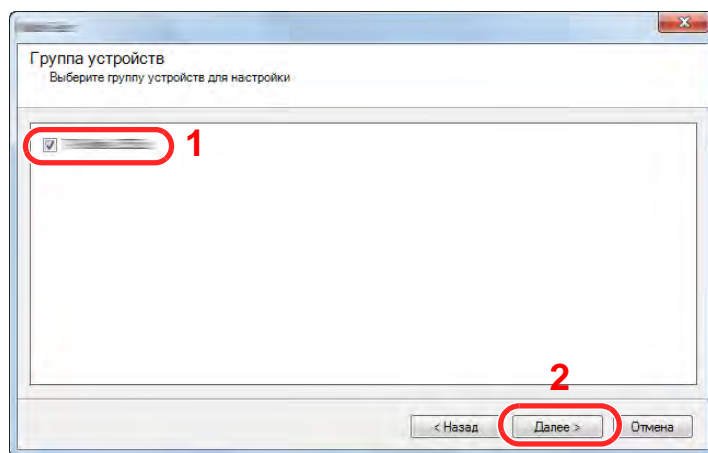 Группа устройств
Выберите группу устройств для настройки
1
2
< Назад
Далее >
Отмена